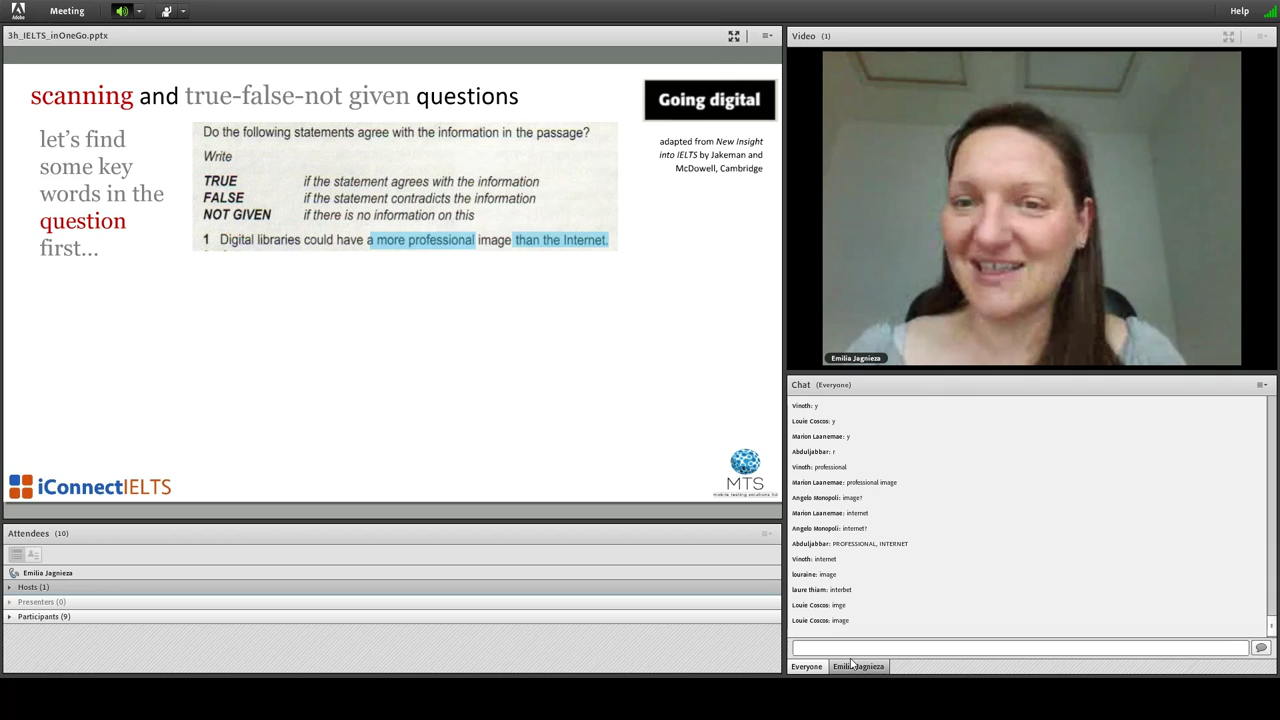 Adobe
Meeting
Help
3h_IELTS_inOneGo.pptx
scanning and true-false-not given questions
let's find
some key
words in the
question
first...
Do the following statements agree with the information in the passage?
Write
TRUE if the statement agrees with the information
FALSE if the statement contradicts the information
NOT GIVEN if there is no information on this
1 Digital libraries could have a more professional image than the Internet.
Going digital
adapted from New Insight
into IELTS by Jakeman and
McDowell, Cambridge
iConnectIELTS
MTS
mobile testing solutions ltd
Attendees (10)
Emilia Jagnieza
Hosts (1)
Presenters (0)
Participants (9)
Video (1)
Emilia Jagnieza
Chat (Everyone)
Vinoth: y
Louie Coscos: y
Marion Laanemae: y
Abduljabbar: r
Vinoth: professional
Marion Laanemae: professional image
Angelo Monopoli: image?
Marion Laanemae: internet
Angelo Monopoli: internet?
Abduljabbar: PROFESSIONAL, INTERNET
Vinoth: internet
louraine: image
laure thiam: interbet
Louie Coscos: imge
Louie Coscos: image
Everyone
Emilia Jagnieza